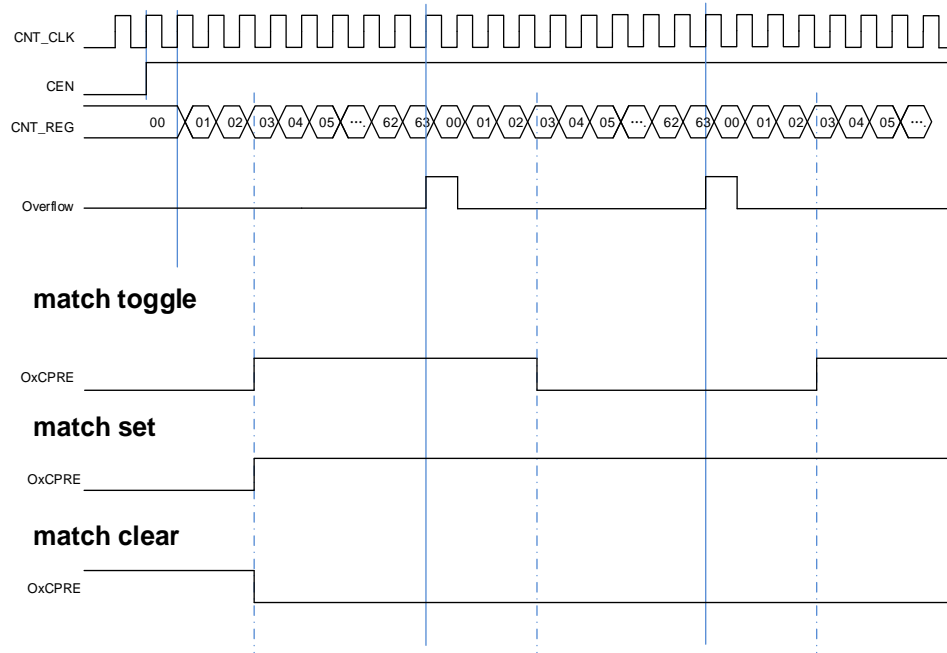 CNT_CLK
CEN
CNT_REG 00 01 02 03 04 05 .... 62 63 00 01 02 03 04 05 .... 62 63 00 01 02 03 04 05 ....
Overflow
match toggle
OxCPRE
match set
OxCPRE
match clear
OxCPRE